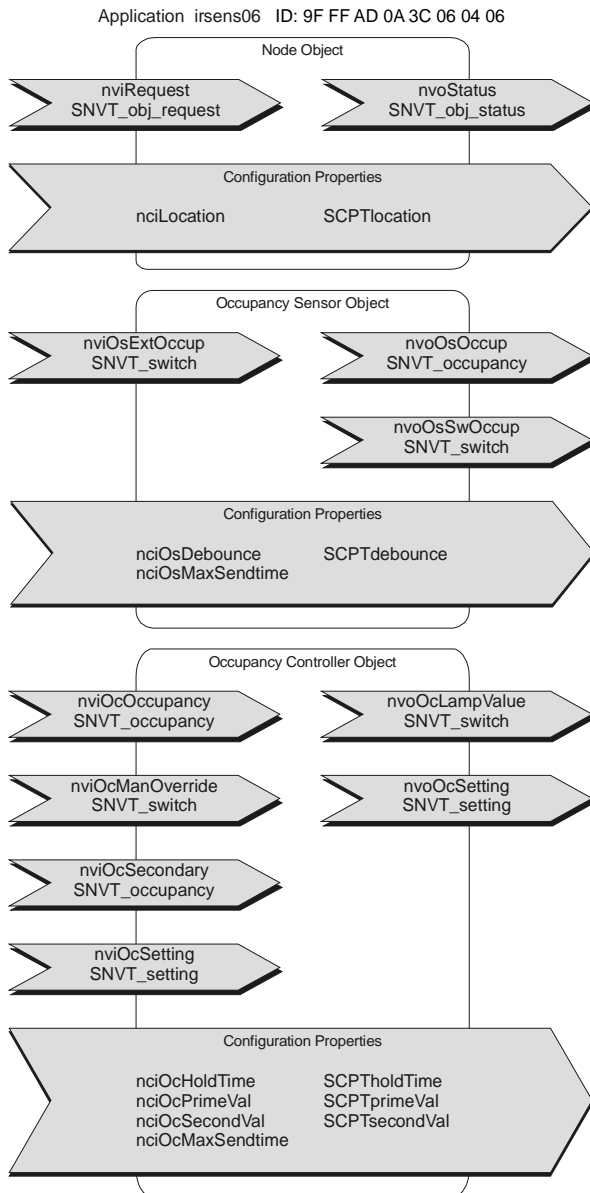 Application irsens06 ID: 9F FF AD 0A 3C 06 04 06
Node Object
nviRequest
SNVT_obj_request
nvoStatus
SNVT_obj_status
Configuration Properties
nciLocation SCPTlocation
Occupancy Sensor Object
nviOsExtOccup
SNVT_switch
nvoOsOccup
SNVT_occupancy
nvoOsSwOccup
SNVT_switch
Configuration Properties
nciOsDebounce SCPTdebounce
nciOsMaxSendtime
Occupancy Controller Object
nviOcOccupancy
SNVT_occupancy
nvoOcLampValue
SNVT_switch
nviOcManOverride
SNVT_switch
nvoOcSetting
SNVT_setting
nviOcSecondary
SNVT_occupancy
nviOcSetting
SNVT_setting
Configuration Properties
nciOcHoldTime SCPTholdTime
nciOcPrimeVal SCPTprimeVal
nciOcSecondVal SCPTsecondVal
nciOcMaxSendtime